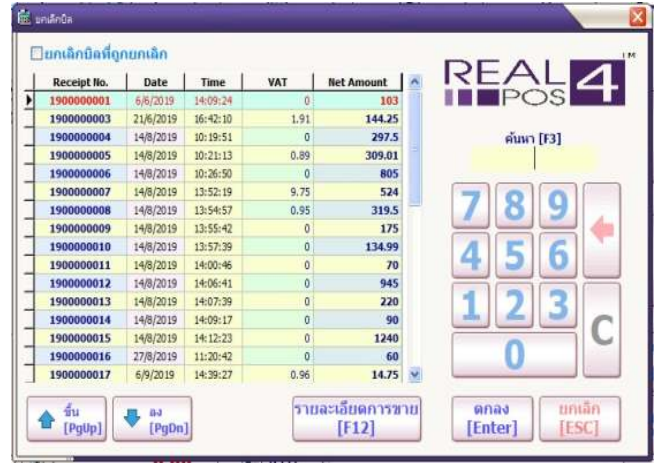 ยกเลิกบิล
ยกเลิกบิลที่ถูกยกเลิก
REAL POS 4 ™
Receipt No. Date Time VAT Net Amount
1900000001 6/6/2019 14:09:24 0 103
1900000003 21/6/2019 16:42:10 1.91 144.25
1900000004 14/8/2019 10:19:51 0 297.5
1900000005 14/8/2019 10:21:13 0.89 309.01
1900000006 14/8/2019 10:26:50 0 805
1900000007 14/8/2019 13:52:19 9.75 524
1900000008 14/8/2019 13:54:57 0.95 319.5
1900000009 14/8/2019 13:55:42 0 175
1900000010 14/8/2019 13:57:39 0 134.99
1900000011 14/8/2019 14:00:46 0 70
1900000012 14/8/2019 14:06:41 0 945
1900000013 14/8/2019 14:07:39 0 220
1900000014 14/8/2019 14:09:17 0 90
1900000015 14/8/2019 14:12:23 0 1240
1900000016 27/8/2019 11:20:42 0 60
1900000017 6/9/2019 14:39:27 0.96 14.75
ค้นหา [F3]
7 8 9
4 5 6
1 2 3 C
0
ขึ้น [PgUp]
ลง [PgDn]
รายละเอียดการขาย [F12]
ตกลง [Enter]
ยกเลิก [ESC]